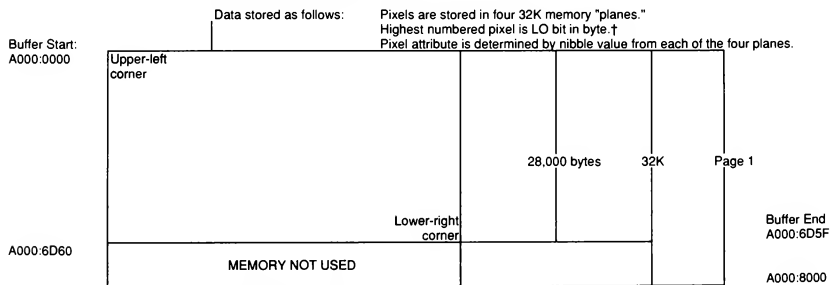 Data stored as follows: Pixels are stored in four 32K memory "planes."
Highest numbered pixel is LO bit in byte.†
Pixel attribute is determined by nibble value from each of the four planes.
Buffer Start:
A000:0000
Upper-left
corner
28,000 bytes 32K Page 1
Lower-right
corner
Buffer End
A000:6D5F
A000:6D60
MEMORY NOT USED
A000:8000